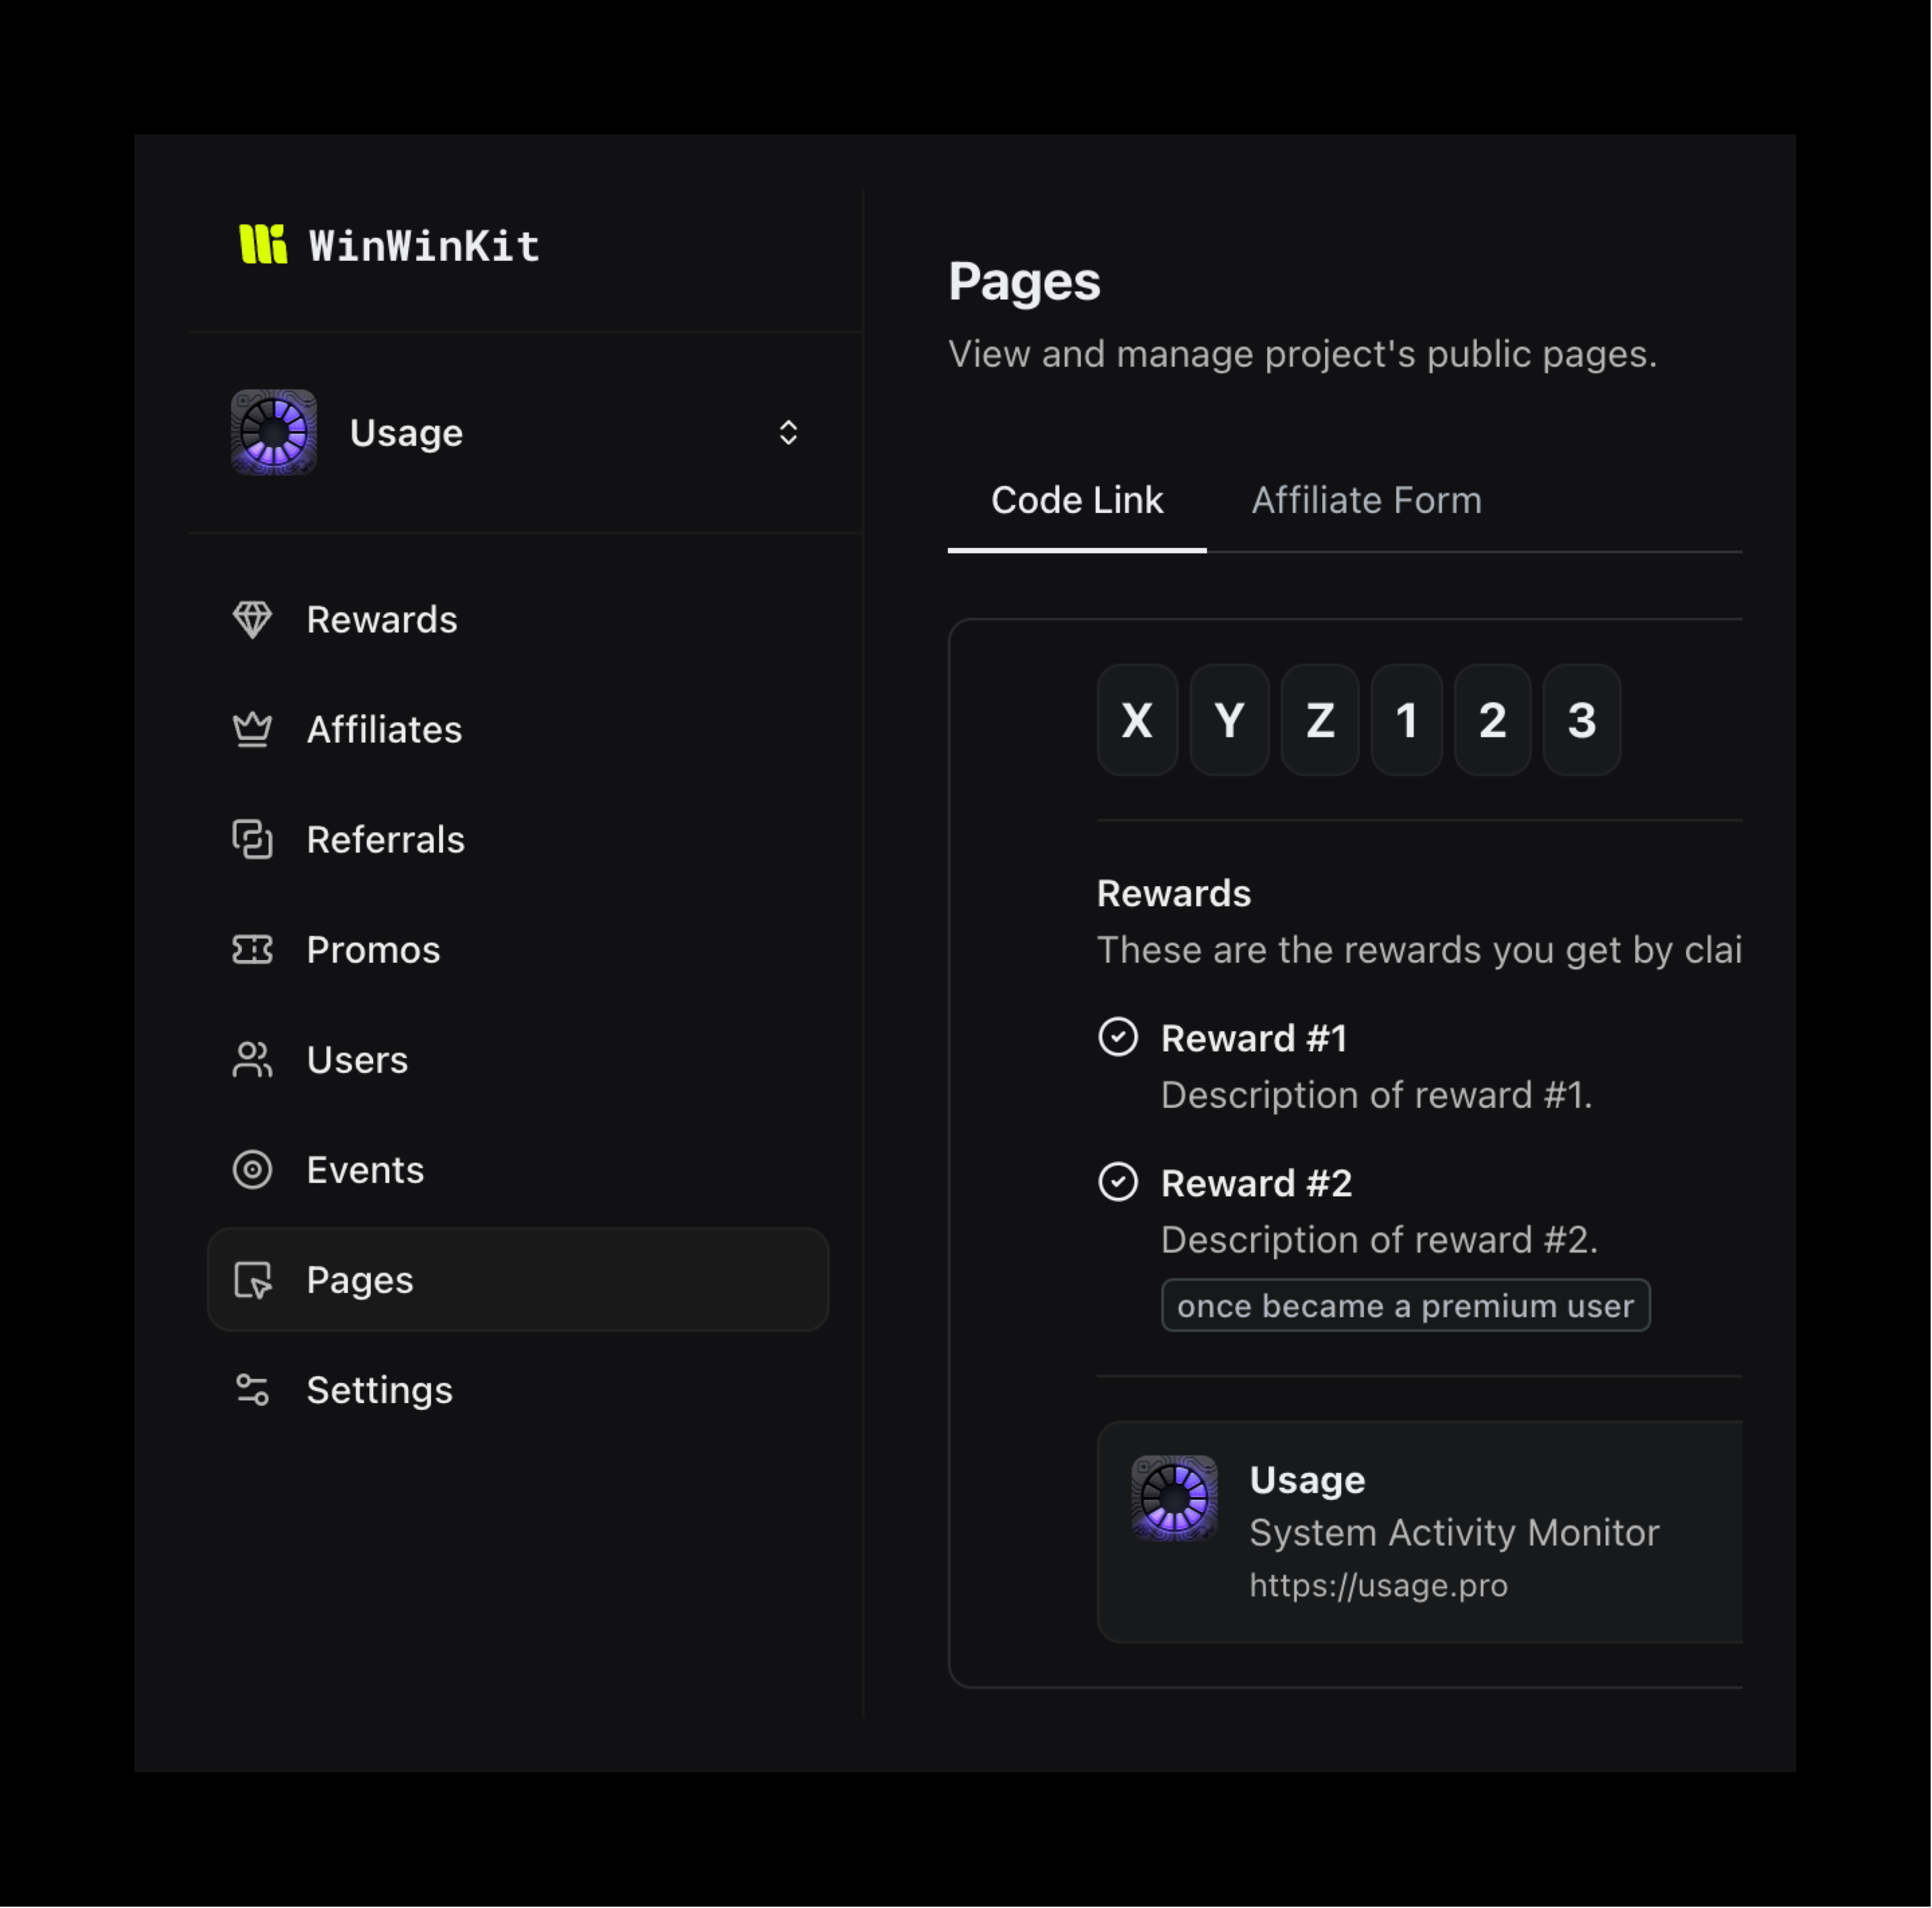 WinWinKit
Usage
Rewards
Affiliates
Referrals
Promos
Users
Events
Pages
Settings
Pages
View and manage project's public pages.
Code Link
Affiliate Form
X Y Z 1 2 3
Rewards
These are the rewards you get by clai
Reward #1
Description of reward #1.
Reward #2
Description of reward #2.
once became a premium user
Usage
System Activity Monitor
https://usage.pro